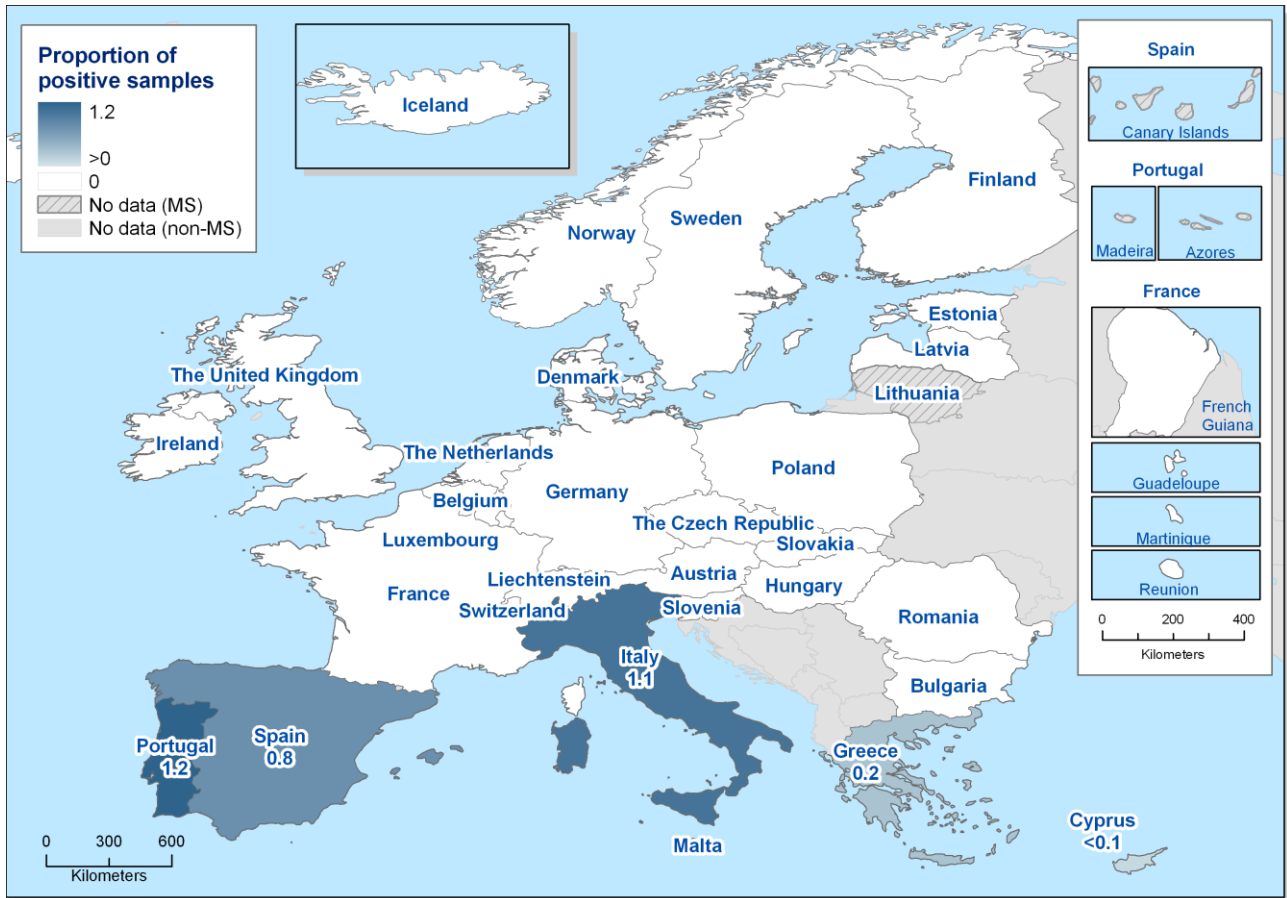 Proportion of
positive samples
1.2
>0
0
No data (MS)
No data (non-MS)
Iceland
Spain
Canary Islands
Portugal
Madeira
Azores
France
French
Guiana
Guadeloupe
Martinique
Reunion
0 200 400
Kilometers
Finland
Norway
Sweden
Estonia
Latvia
Lithuania
Denmark
The United Kingdom
Ireland
The Netherlands
Belgium
Germany
Poland
Luxembourg
The Czech Republic
Slovakia
Liechtenstein
Austria
Hungary
France
Switzerland
Slovenia
Romania
Italy
1.1
Bulgaria
Portugal
1.2
Spain
0.8
Greece
0.2
Malta
Cyprus
<0.1
0 300 600
Kilometers